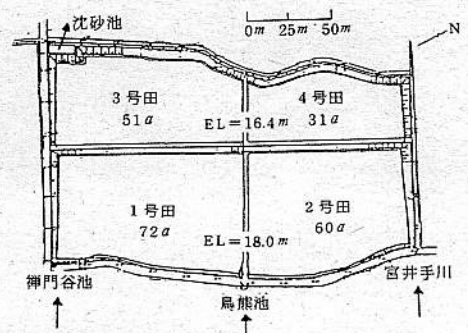 沈砂池
0m 25m 50m
N
3号田
51a
4号田
31a
EL=16.4m
1号田
72a
2号田
60a
EL=18.0m
禅門谷池
鳥熊池
宮井手川